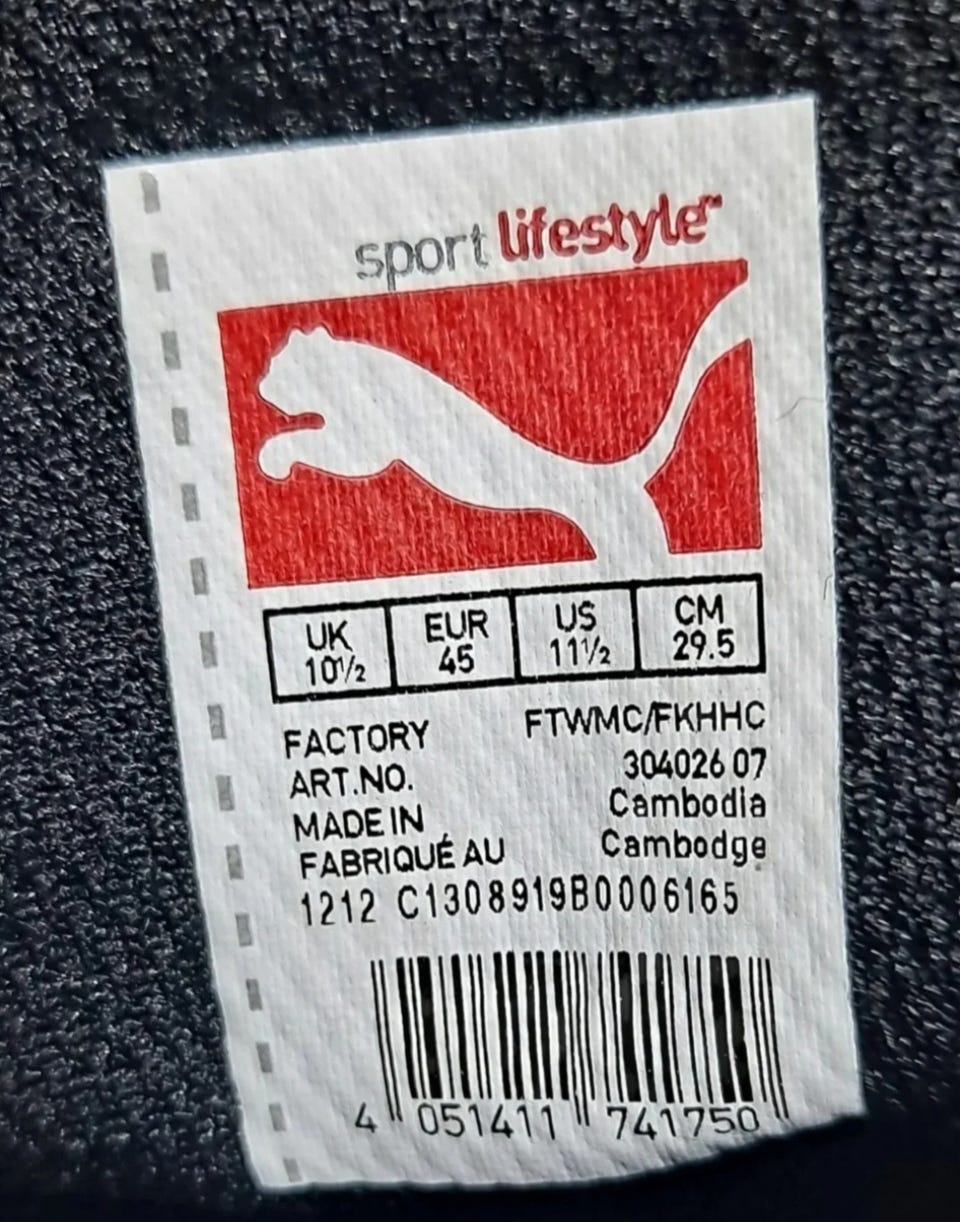 sport lifestyle™
UK EUR US CM
10½ 45 11½ 29.5
FACTORY FTWMC/FKHHC
ART.NO. 304026 07
MADE IN Cambodia
FABRIQUÉ AU Cambodge
1212 C1308919B0006165
4 051411 741750